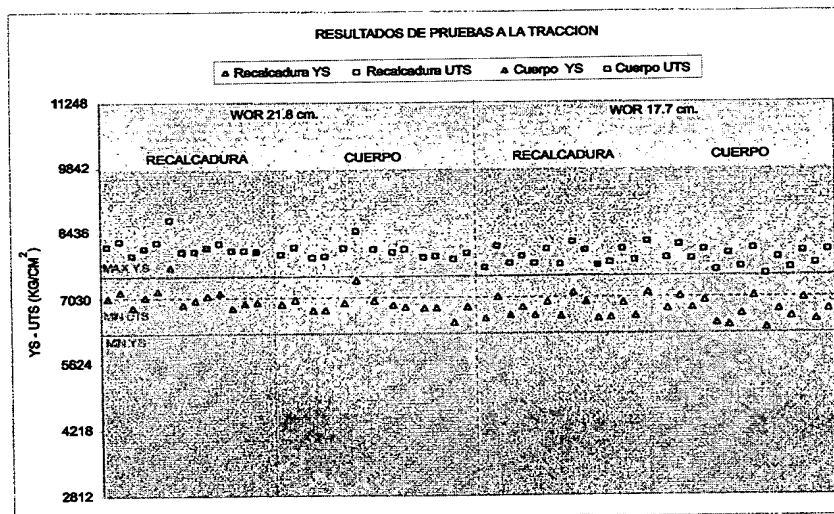 RESULTADOS DE PRUEBAS A LA TRACCION
Recalcadura YS Recalcadura UTS Cuerpo YS Cuerpo UTS
11248
WOR 21.8 cm. WOR 17.7 cm.
RECALCADURA CUERPO RECALCADURA CUERPO
9842
8436
MAX YS
7030
MIN UTS
MIN YS
5624
4218
2812
YS - UTS (KG/CM²)